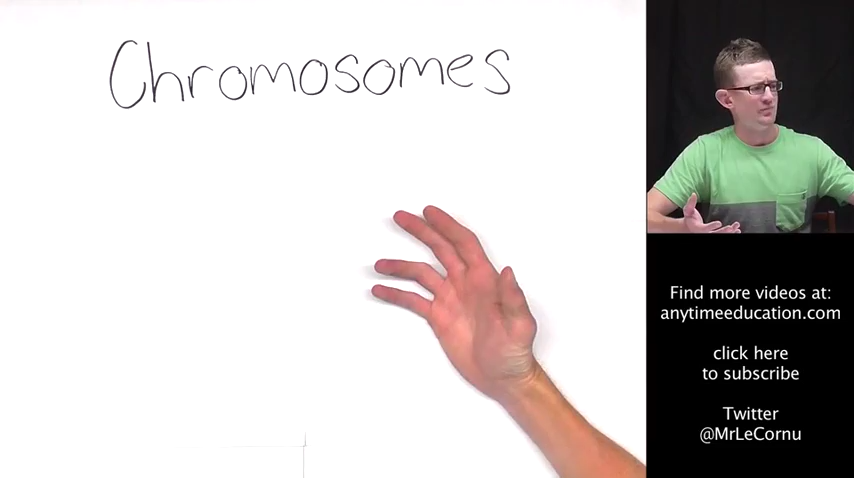 Chromosomes
Find more videos at:
anytimeeducation.com
click here
to subscribe
Twitter
@MrLeCornu